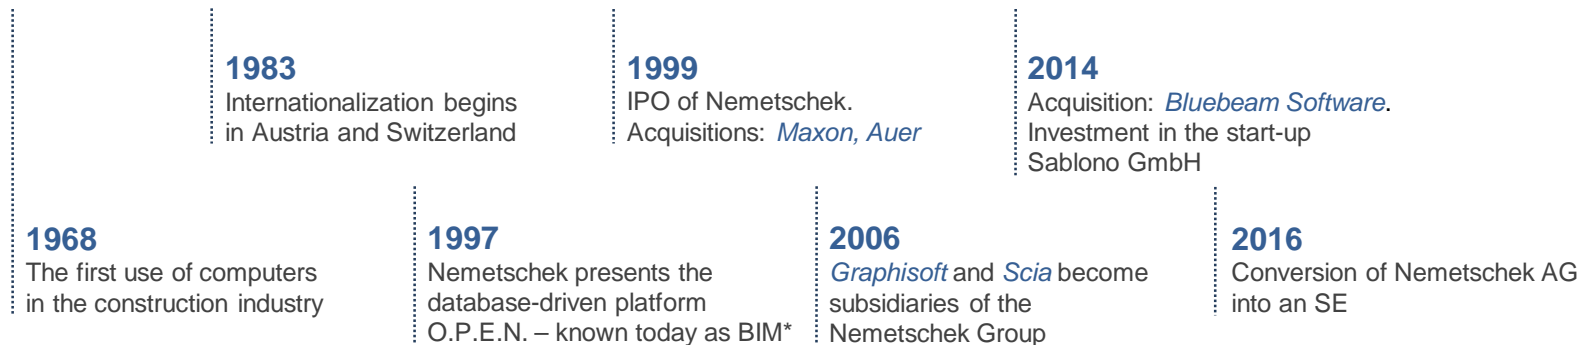 1983
Internationalization begins
in Austria and Switzerland
1999
IPO of Nemetschek.
Acquisitions: Maxon, Auer
2014
Acquisition: Bluebeam Software.
Investment in the start-up
Sablono GmbH
1968
The first use of computers
in the construction industry
1997
Nemetschek presents the
database-driven platform
O.P.E.N. – known today as BIM*
2006
Graphisoft and Scia become
subsidiaries of the
Nemetschek Group
2016
Conversion of Nemetschek AG
into an SE